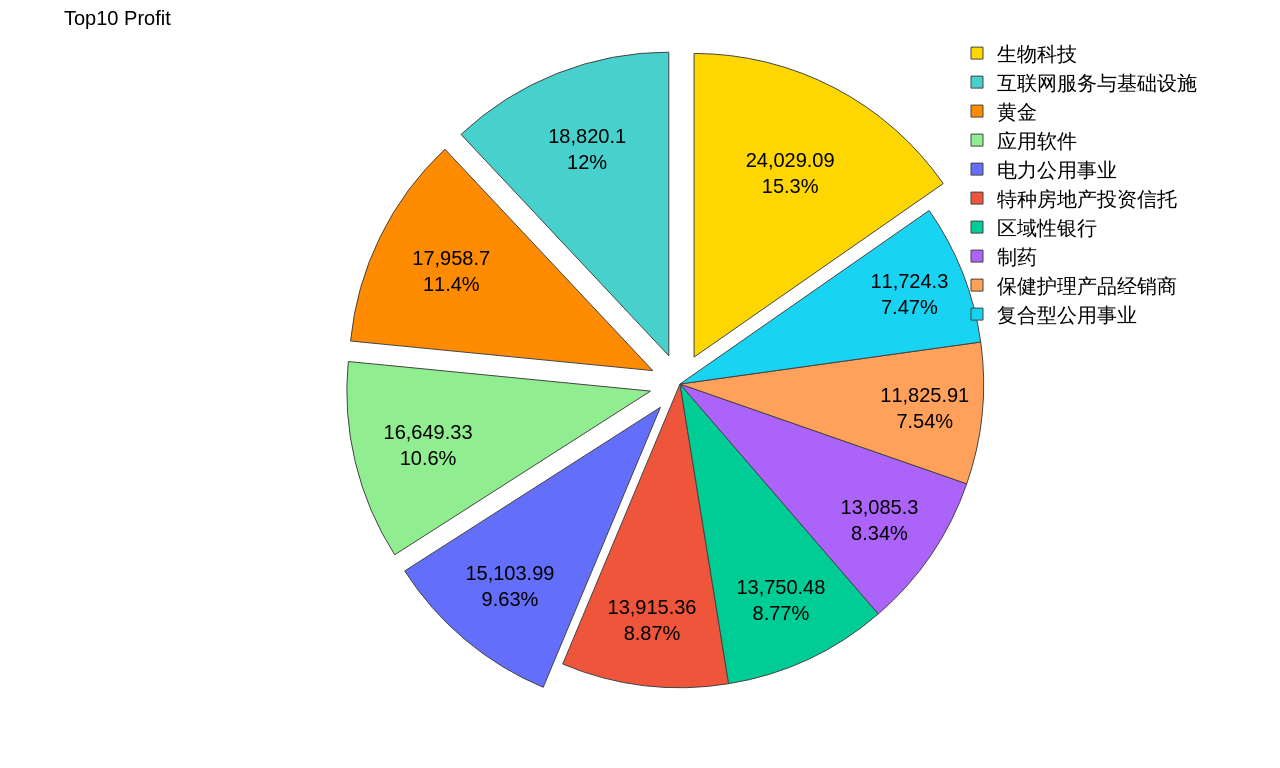 Top10 Profit
18,820.1
12%
24,029.09
15.3%
17,958.7
11.4%
11,724.3
7.47%
11,825.91
7.54%
16,649.33
10.6%
13,085.3
8.34%
15,103.99
9.63%
13,915.36
8.87%
13,750.48
8.77%
生物科技
互联网服务与基础设施
黄金
应用软件
电力公用事业
特种房地产投资信托
区域性银行
制药
保健护理产品经销商
复合型公用事业